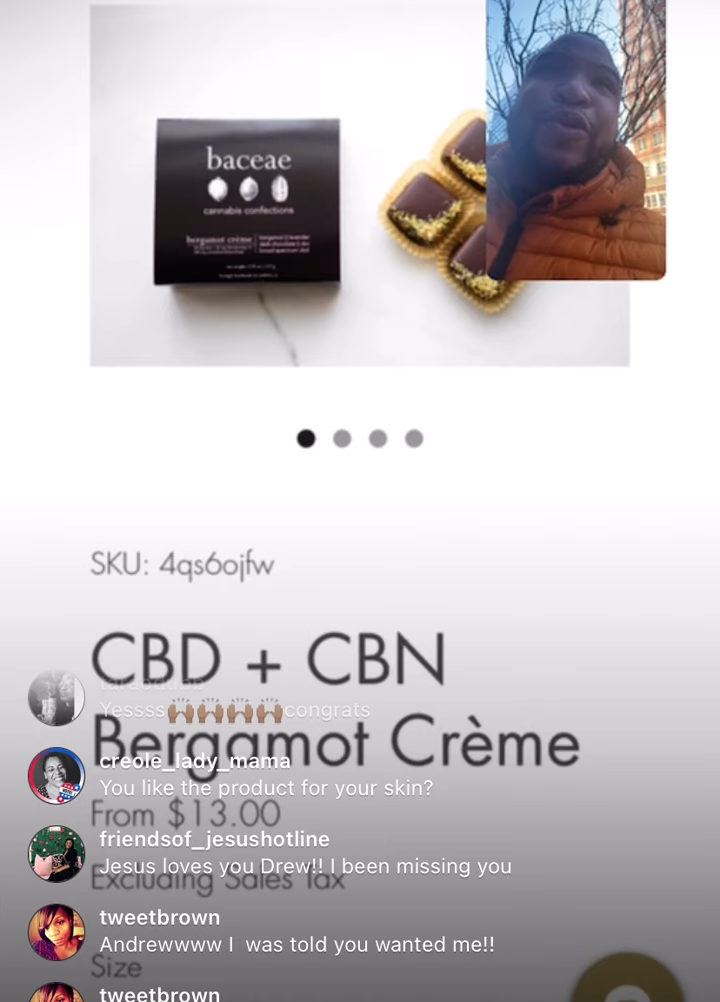 baceae
cannabis confections
bergamot crème
SKU: 4qs6ojfw
CBD + CBN
Yessss🙌🏽🙌🏽🙌🏽🙌🏽congrats
Bergamot Crème
creole_lady_mama
You like the product for your skin?
From $13.00
friendsof_jesushotline
Jesus loves you Drew!! I been missing you
Excluding Sales Tax
tweetbrown
Andrewwww I was told you wanted me!!
Size
tweetbrown